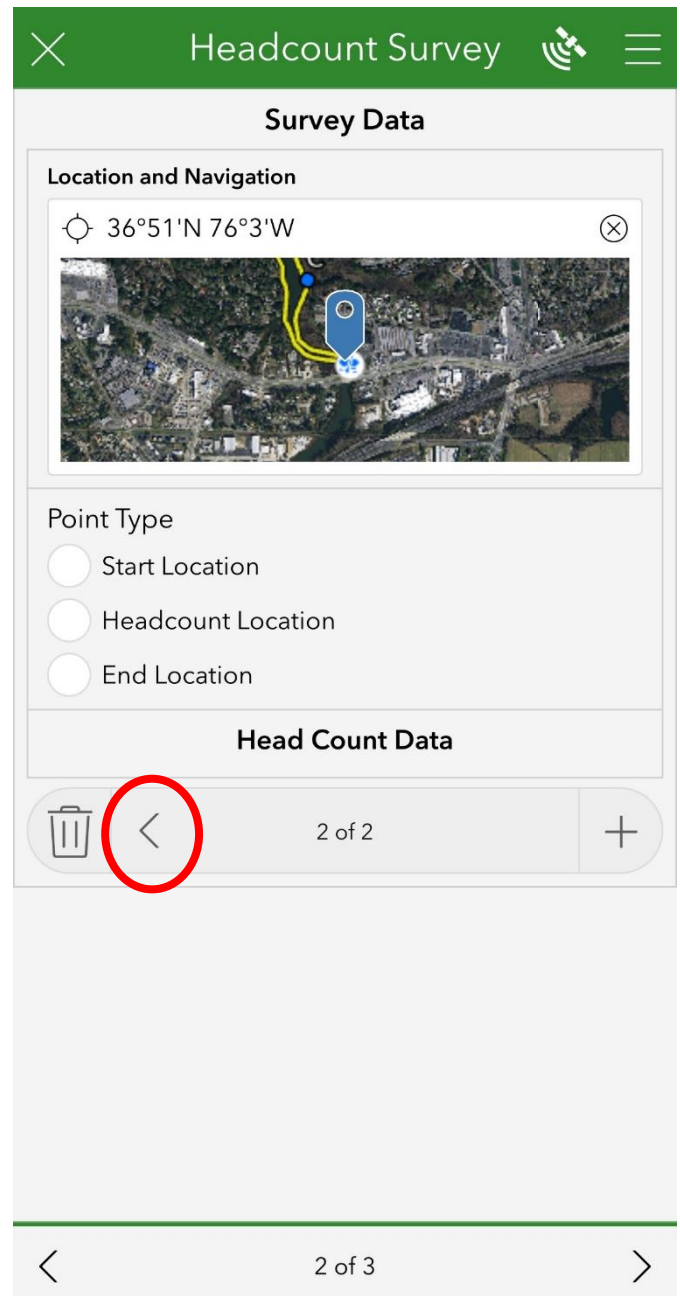 Headcount Survey
Survey Data
Location and Navigation
36°51'N 76°3'W
Point Type
Start Location
Headcount Location
End Location
Head Count Data
2 of 2
2 of 3